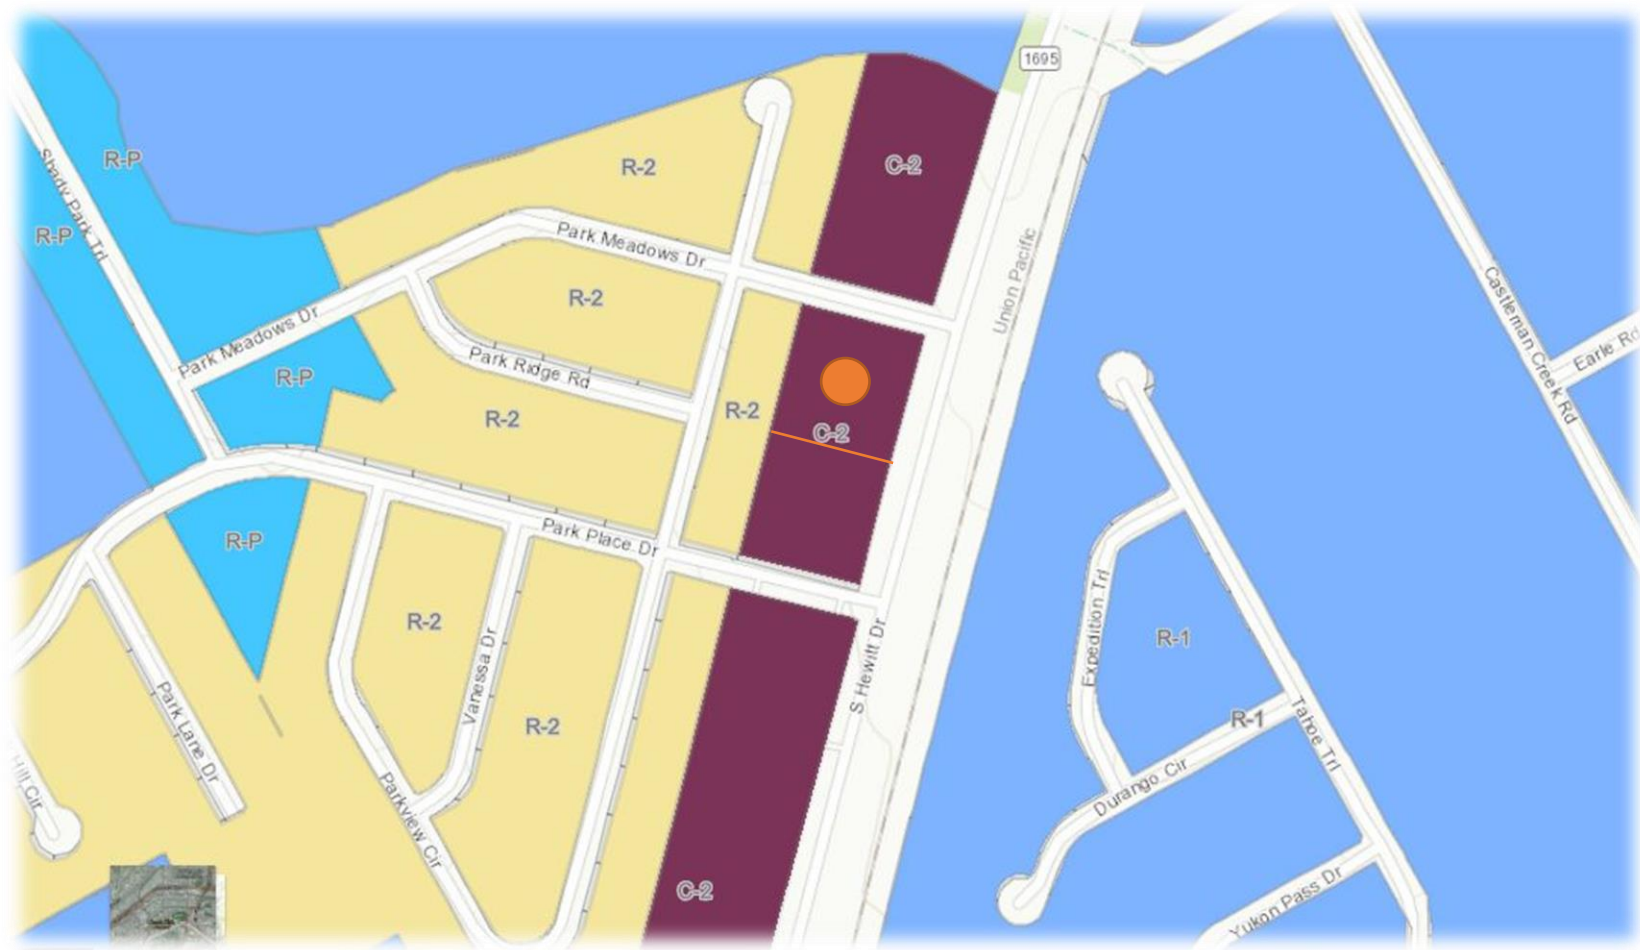 1695
R-P
Shady Park Trl
R-P
R-2
C-2
Park Meadows Dr
Union Pacific
Castleman Creek Rd
Earle Rd
R-2
Park Meadows Dr
Park Ridge Rd
R-P
R-2
R-2
C-2
R-P
Park Place Dr
R-2
Vanessa Dr
S Hewitt Dr
Expedition Trl
R-1
Park Lane Dr
R-2
R-1
Tahoe Trl
Hill Cir
Parkview Cir
Durango Cir
C-2
Yukon Pass Dr